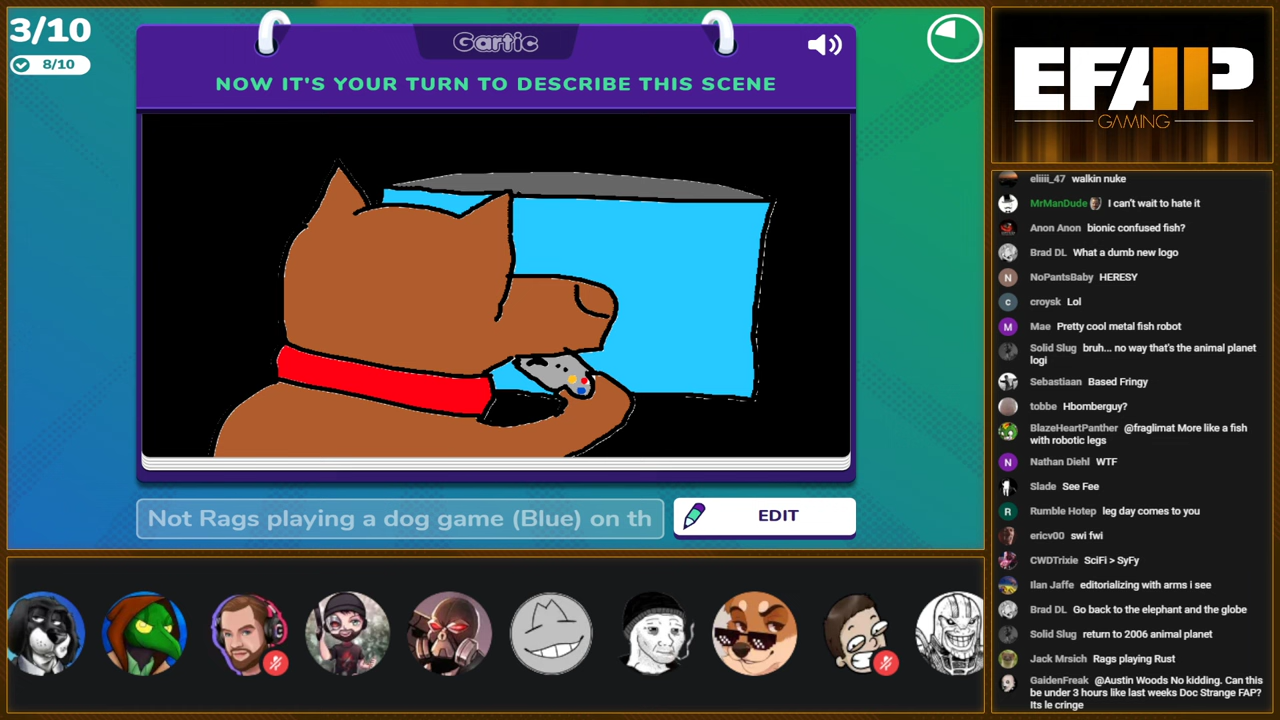 3/10
8/10
Gartic
NOW IT'S YOUR TURN TO DESCRIBE THIS SCENE
Not Rags playing a dog game (Blue) on th
EDIT
EFAP
GAMING
eliiii_47 walkin nuke
MrManDude I can't wait to hate it
Anon Anon bionic confused fish?
Brad DL What a dumb new logo
NoPantsBaby HERESY
c
croysk Lol
M
Mae Pretty cool metal fish robot
Solid Slug bruh... no way that's the animal planet
logi
Sebastiaan Based Fringy
tobbe Hbomberguy?
BlazeHeartPanther @fraglimat More like a fish
with robotic legs
N
Nathan Diehl WTF
Slade See Fee
R
Rumble Hotep leg day comes to you
ericv00 swi fwi
CWDTrixie SciFi > SyFy
Ilan Jaffe editorializing with arms i see
Brad DL Go back to the elephant and the globe
Solid Slug return to 2006 animal planet
Jack Mrsich Rags playing Rust
GaidenFreak @Austin Woods No kidding. Can this
be under 3 hours like last weeks Doc Strange FAP?
Its le cringe